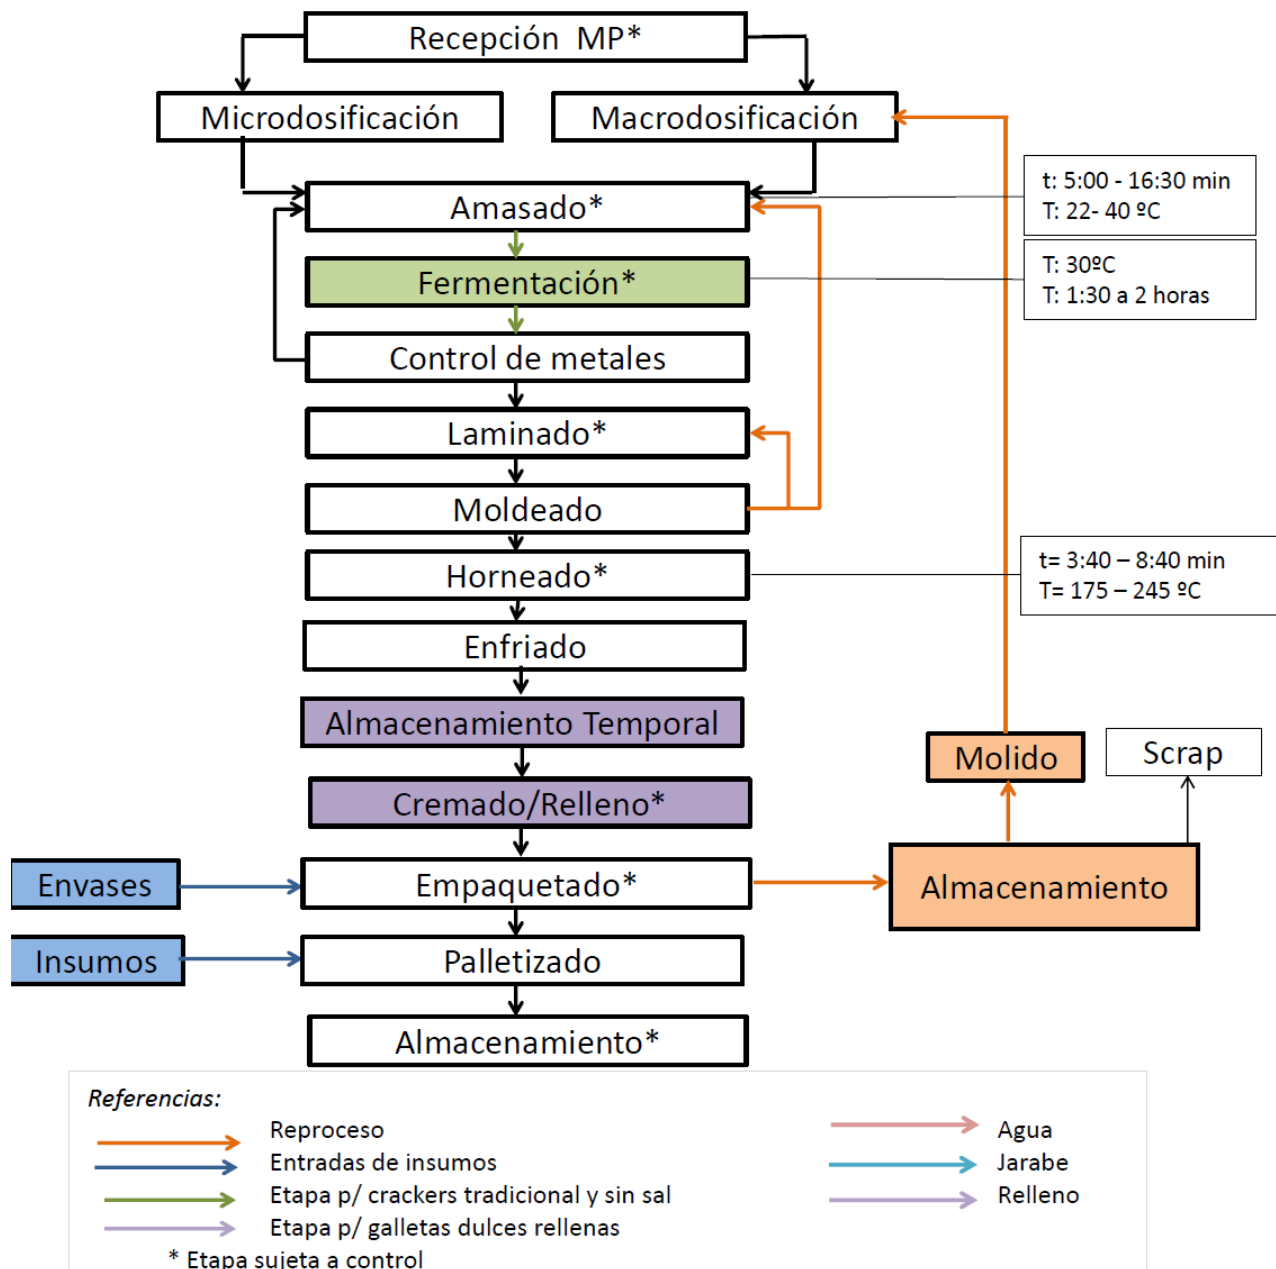 Recepción MP*
Microdosificación
Macrodosificación
Amasado*
t: 5:00 - 16:30 min
T: 22- 40 ºC
Fermentación*
T: 30ºC
T: 1:30 a 2 horas
Control de metales
Laminado*
Moldeado
Horneado*
t= 3:40 – 8:40 min
T= 175 – 245 ºC
Enfriado
Almacenamiento Temporal
Molido
Scrap
Cremado/Relleno*
Envases
Empaquetado*
Almacenamiento
Insumos
Palletizado
Almacenamiento*
Referencias:
Reproceso
Entradas de insumos
Etapa p/ crackers tradicional y sin sal
Etapa p/ galletas dulces rellenas
* Etapa sujeta a control
Agua
Jarabe
Relleno